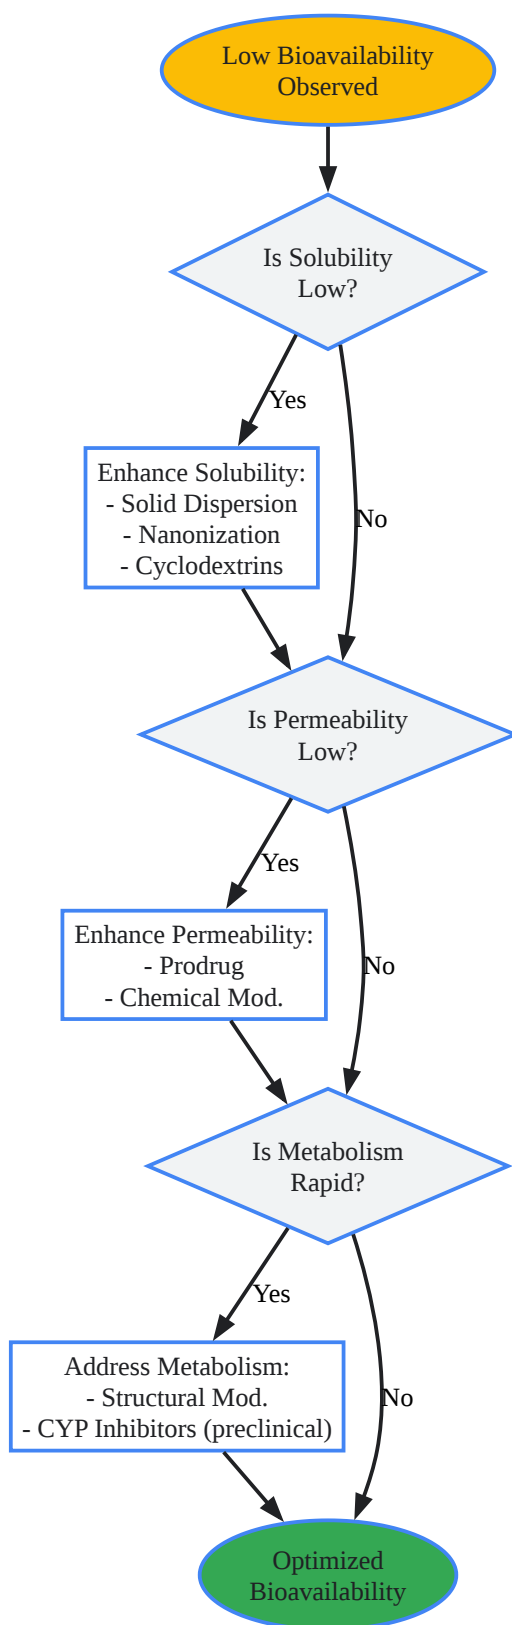 Low Bioavailability
Observed
Is Solubility
Low?
Yes
Enhance Solubility:
- Solid Dispersion
- Nanonization
- Cyclodextrins
No
Is Permeability
Low?
Yes
Enhance Permeability:
- Prodrug
- Chemical Mod.
No
Is Metabolism
Rapid?
Yes
Address Metabolism:
- Structural Mod.
- CYP Inhibitors (preclinical)
No
Optimized
Bioavailability